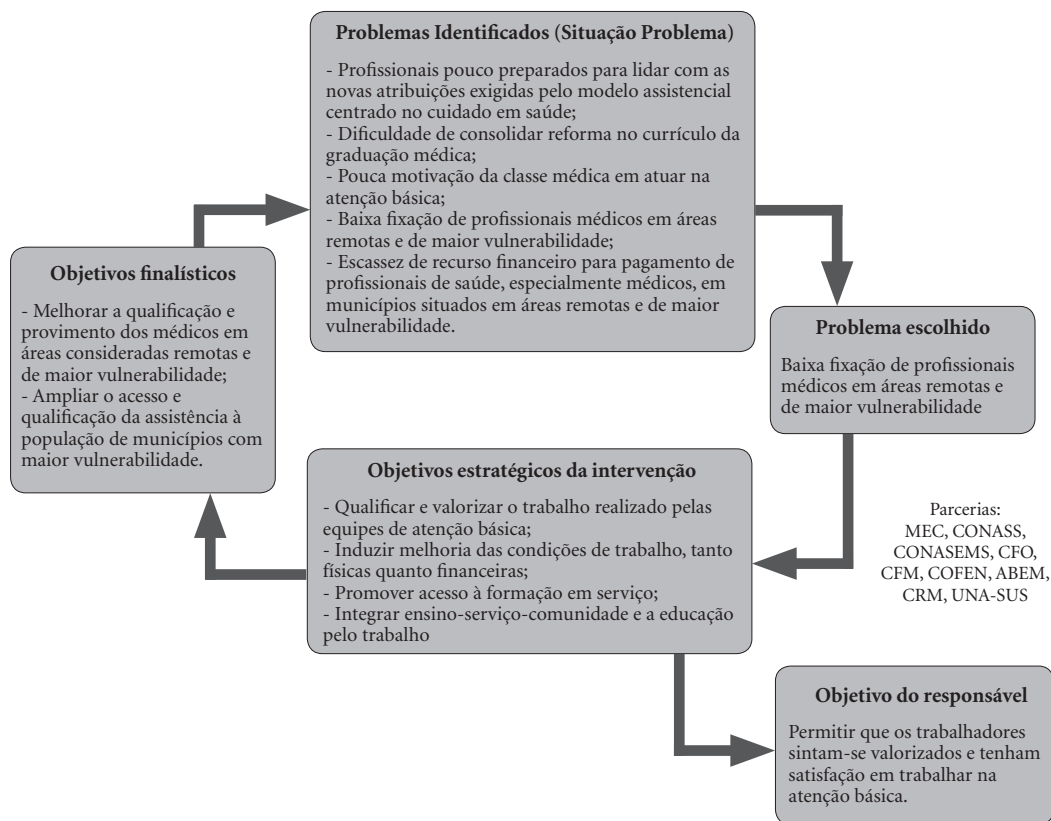 Problemas Identificados (Situação Problema)
- Profissionais pouco preparados para lidar com as
novas atribuições exigidas pelo modelo assistencial
centrado no cuidado em saúde;
- Dificuldade de consolidar reforma no currículo da
graduação médica;
- Pouca motivação da classe médica em atuar na
atenção básica;
- Baixa fixação de profissionais médicos em áreas
remotas e de maior vulnerabilidade;
- Escassez de recurso financeiro para pagamento de
profissionais de saúde, especialmente médicos, em
municípios situados em áreas remotas e de maior
vulnerabilidade.
Problema escolhido
Baixa fixação de profissionais
médicos em áreas remotas e
de maior vulnerabilidade
Parcerias:
MEC, CONASS,
CONASEMS, CFO,
CFM, COFEN, ABEM,
CRM, UNA-SUS
Objetivos estratégicos da intervenção
- Qualificar e valorizar o trabalho realizado pelas
equipes de atenção básica;
- Induzir melhoria das condições de trabalho, tanto
físicas quanto financeiras;
- Promover acesso à formação em serviço;
- Integrar ensino-serviço-comunidade e a educação
pelo trabalho
Objetivo do responsável
Permitir que os trabalhadores
sintam-se valorizados e tenham
satisfação em trabalhar na
atenção básica.
Objetivos finalísticos
- Melhorar a qualificação e
provimento dos médicos em
áreas consideradas remotas e
de maior vulnerabilidade;
- Ampliar o acesso e
qualificação da assistência à
população de municípios com
maior vulnerabilidade.